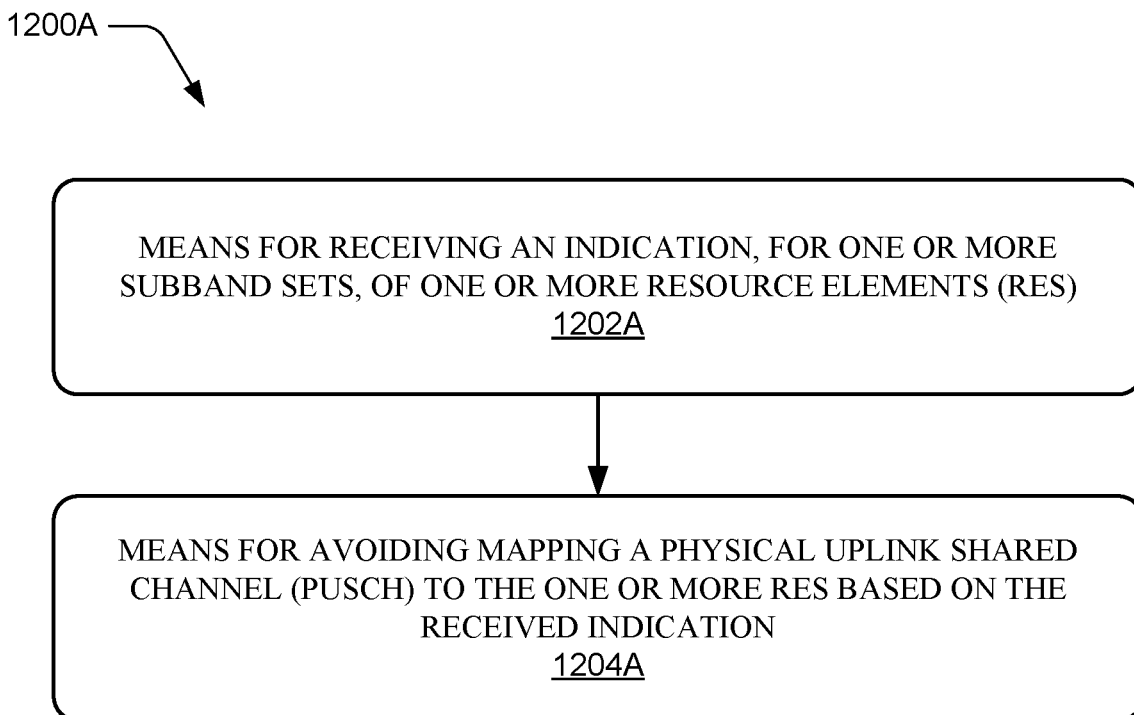 1200A
MEANS FOR RECEIVING AN INDICATION, FOR ONE OR MORE
SUBBAND SETS, OF ONE OR MORE RESOURCE ELEMENTS (RES)
1202A
MEANS FOR AVOIDING MAPPING A PHYSICAL UPLINK SHARED
CHANNEL (PUSCH) TO THE ONE OR MORE RES BASED ON THE
RECEIVED INDICATION
1204A